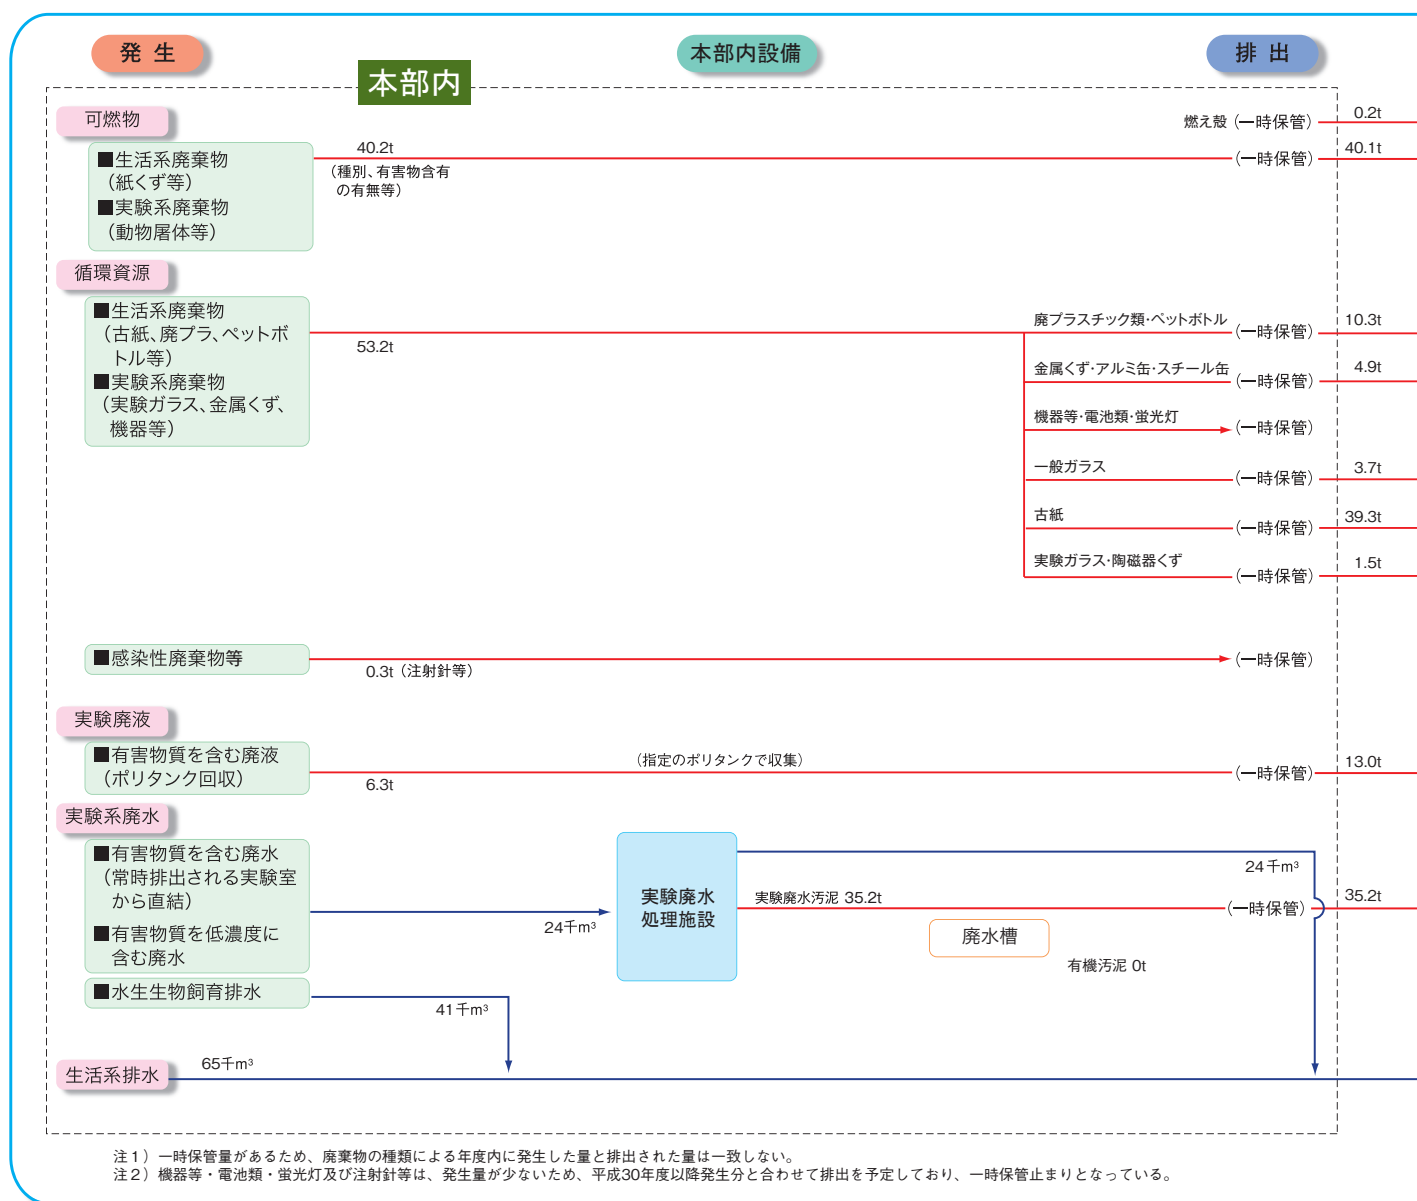 発 生
本部内設備
排 出
本部内
可燃物
燃え殻 (一時保管)
0.2t
■生活系廃棄物
(紙くず等)
■実験系廃棄物
(動物屠体等)
40.2t
(種別、有害物含有
の有無等)
(一時保管)
40.1t
循環資源
■生活系廃棄物
(古紙、廃プラ、ペットボ
トル等)
■実験系廃棄物
(実験ガラス、金属くず、
機器等)
53.2t
廃プラスチック類・ペットボトル
(一時保管)
10.3t
金属くず・アルミ缶・スチール缶
(一時保管)
4.9t
機器等・電池類・蛍光灯
(一時保管)
一般ガラス
(一時保管)
3.7t
古紙
(一時保管)
39.3t
実験ガラス・陶磁器くず
(一時保管)
1.5t
■感染性廃棄物等
0.3t (注射針等)
(一時保管)
実験廃液
■有害物質を含む廃液
(ポリタンク回収)
6.3t
(指定のポリタンクで収集)
(一時保管)
13.0t
実験系廃水
■有害物質を含む廃水
(常時排出される実験室
から直結)
■有害物質を低濃度に
含む廃水
24千m³
実験廃水
処理施設
24千m³
実験廃水汚泥 35.2t
(一時保管)
35.2t
廃水槽
有機汚泥 0t
■水生生物飼育排水
41千m³
生活系排水
65千m³
注1) 一時保管量があるため、廃棄物の種類による年度内に発生した量と排出された量は一致しない。
注2) 機器等・電池類・蛍光灯及び注射針等は、発生量が少ないため、平成30年度以降発生分と合わせて排出を予定しており、一時保管止まりとなっている。